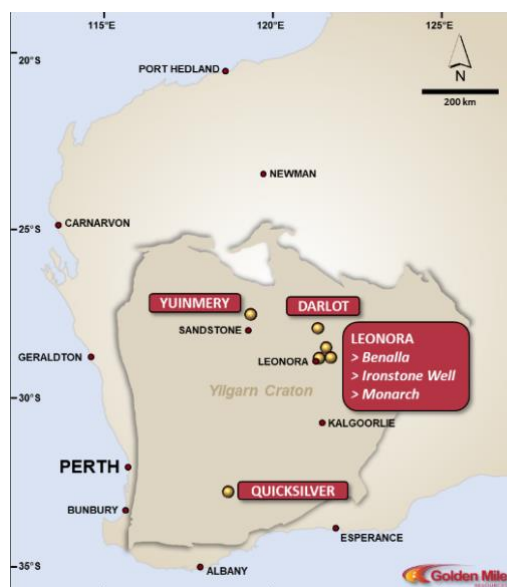 115°E
120°E
125°E
20°S
PORT HEDLAND
N
200 km
NEWMAN
25°S
CARNARVON
YUINMERY
DARLOT
SANDSTONE
LEONORA
> Benalla
> Ironstone Well
> Monarch
GERALDTON
LEONORA
Yilgarn Craton
30°S
KALGOORLIE
PERTH
QUICKSILVER
BUNBURY
ESPERANCE
35°S
ALBANY
Golden Mile